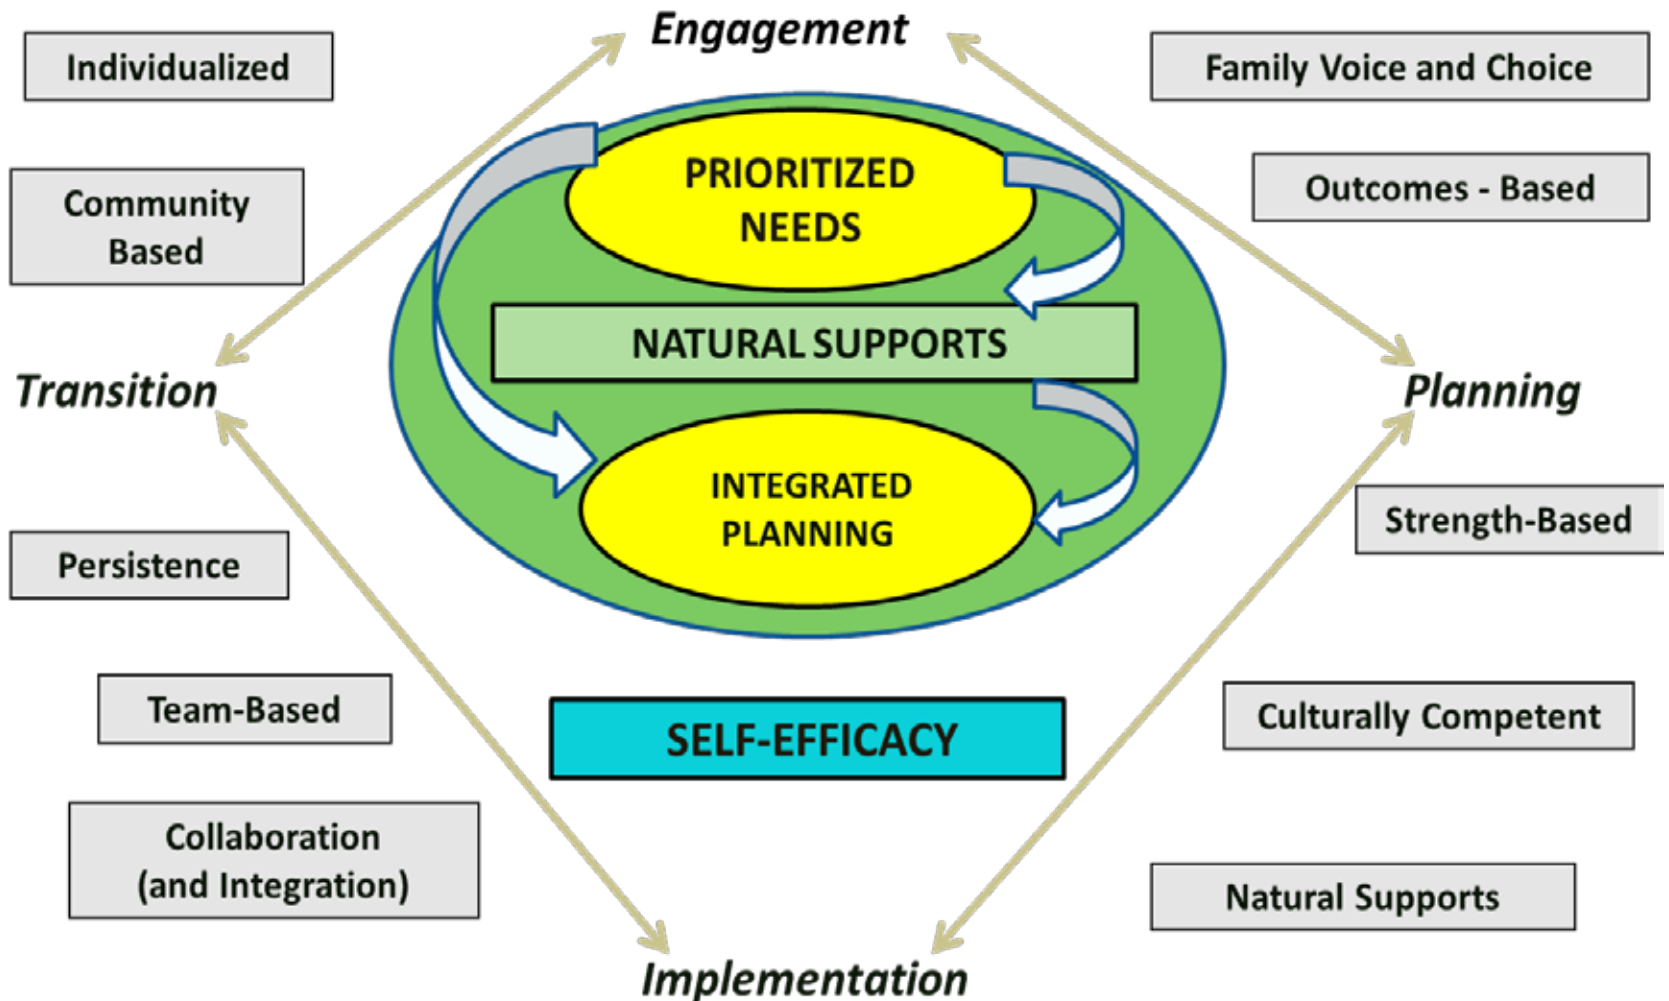 Engagement
Individualized
Family Voice and Choice
PRIORITIZED
NEEDS
Outcomes - Based
Community
Based
NATURAL SUPPORTS
Transition
Planning
INTEGRATED
PLANNING
Strength-Based
Persistence
Team-Based
SELF-EFFICACY
Culturally Competent
Collaboration
(and Integration)
Natural Supports
Implementation